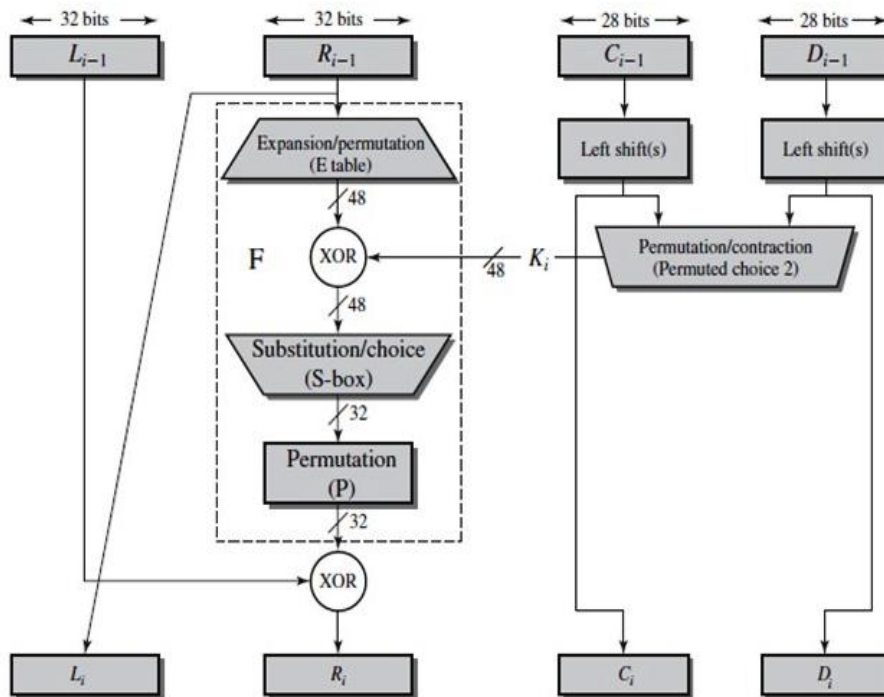 32 bits
32 bits
28 bits
28 bits
L_{i−1}
R_{i−1}
C_{i−1}
D_{i−1}
Expansion/permutation
(E table)
Left shift(s)
Left shift(s)
48
F
XOR
48
K_i
Permutation/contraction
(Permuted choice 2)
48
Substitution/choice
(S-box)
32
Permutation
(P)
32
XOR
L_i
R_i
C_i
D_i